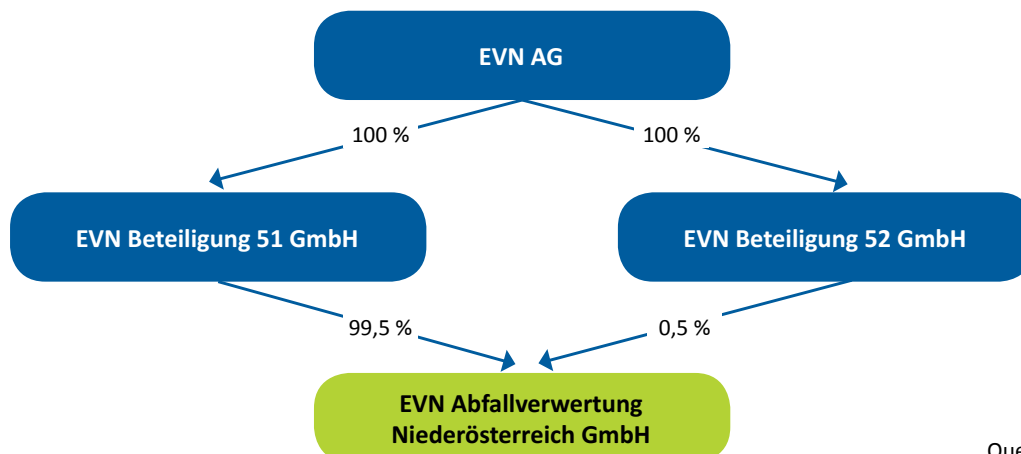 EVN AG
100 %
100 %
EVN Beteiligung 51 GmbH
EVN Beteiligung 52 GmbH
99,5 %
0,5 %
EVN Abfallverwertung
Niederösterreich GmbH